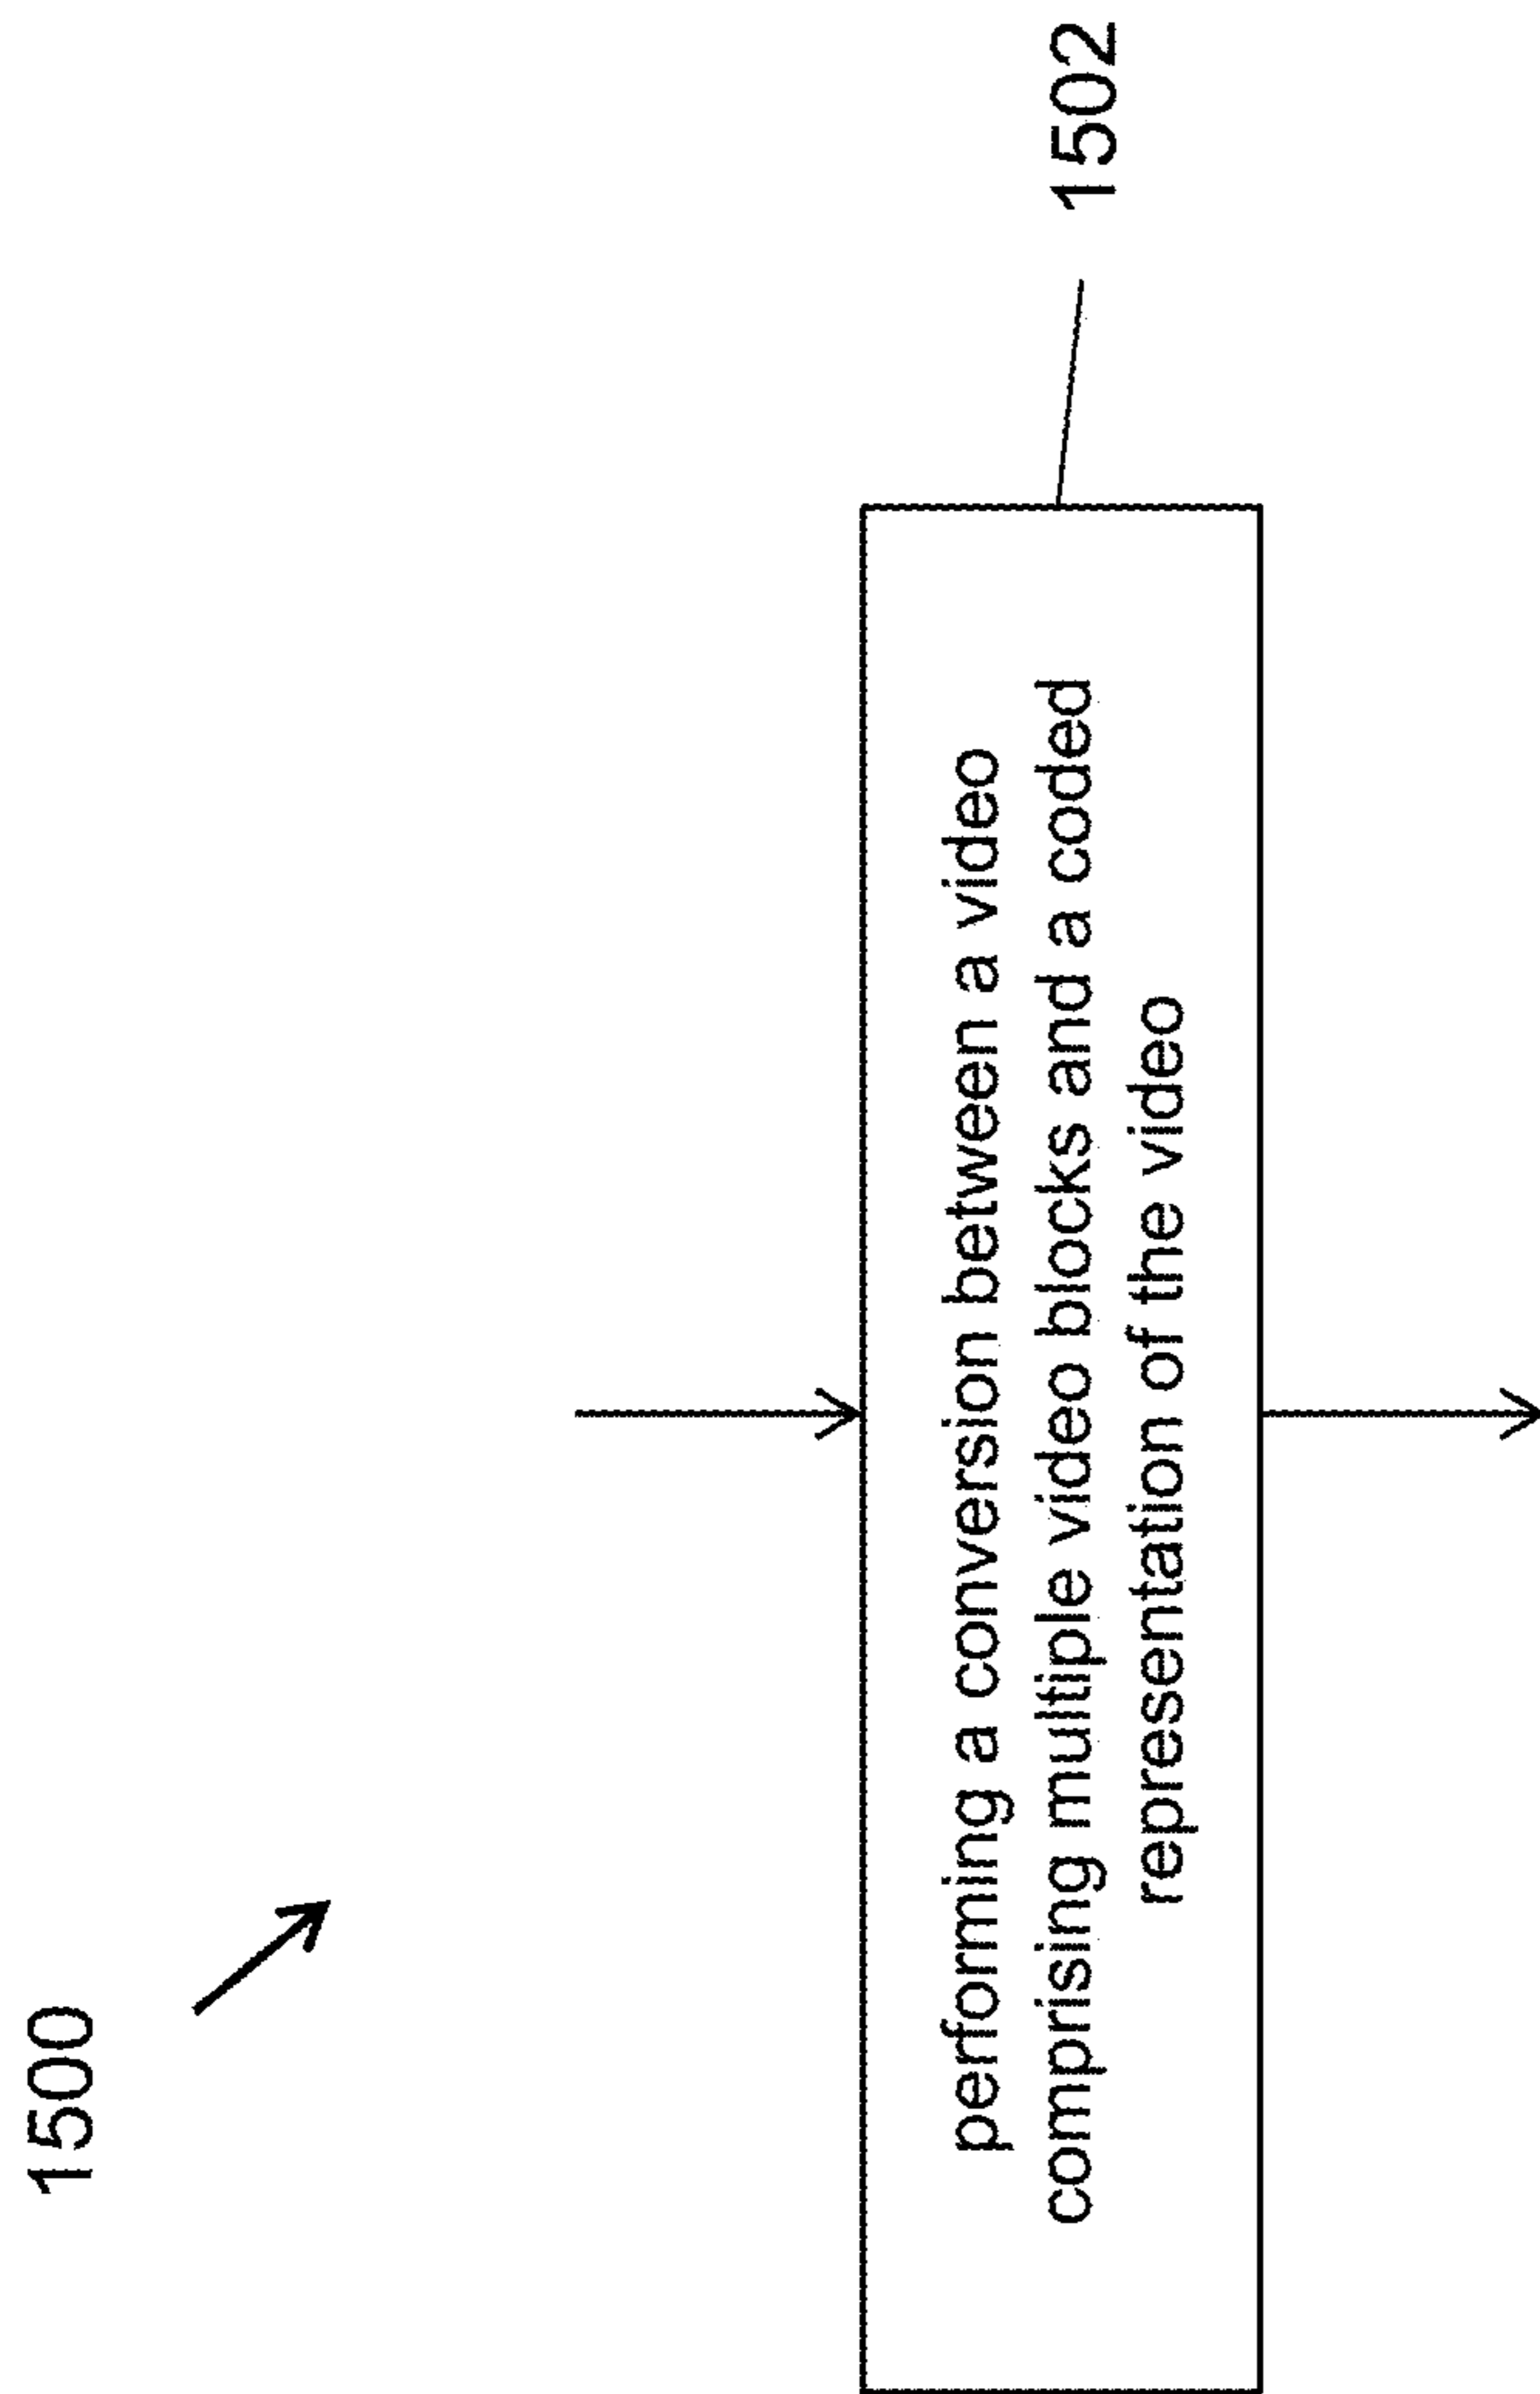 1500
1502
performing a conversion between a video
comprising multiple video blocks and a coded
representation of the video